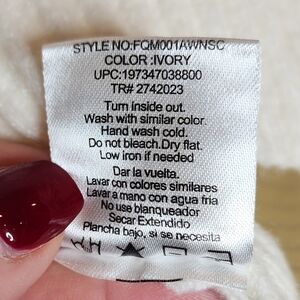 STYLE NO:FQM001AWNSC
COLOR :IVORY
UPC:197347038800
TR# 2742023
Turn inside out.
Wash with similar color.
Hand wash cold.
Do not bleach.Dry flat.
Low iron if needed
Dar la vuelta.
Lavar con colores similares
Lavar a mano con agua fria
No use blanqueador
Secar Extendido
Plancha bajo, si se necesita